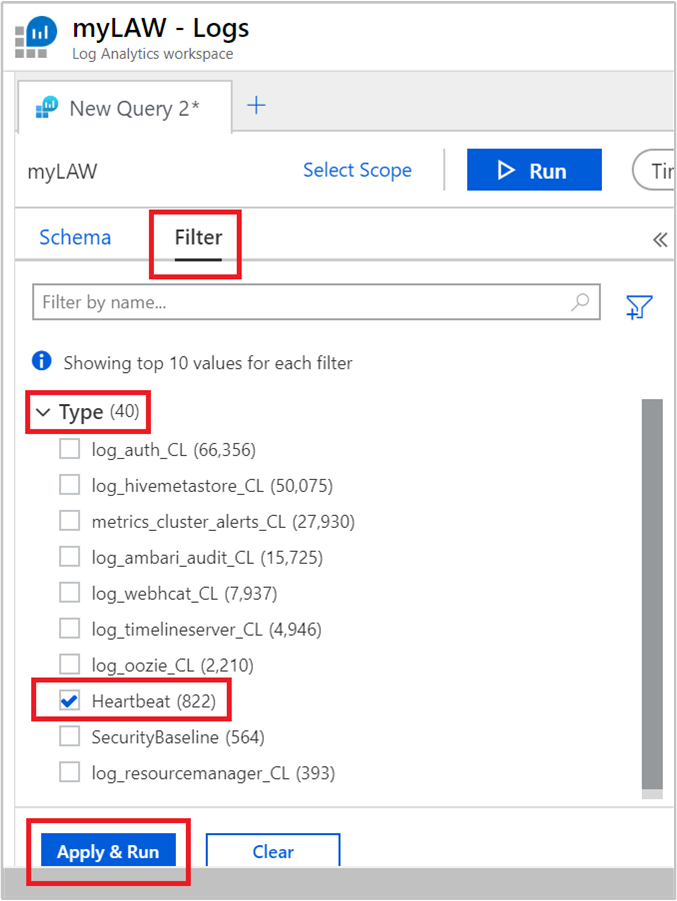 myLAW - Logs
Log Analytics workspace
New Query 2*
myLAW Select Scope Run
Schema Filter
Filter by name...
Showing top 10 values for each filter
Type (40)
log_auth_CL (66,356)
log_hivemetastore_CL (50,075)
metrics_cluster_alerts_CL (27,930)
log_ambari_audit_CL (15,725)
log_webhcat_CL (7,937)
log_timelineserver_CL (4,946)
log_oozie_CL (2,210)
Heartbeat (822)
SecurityBaseline (564)
log_resourcemanager_CL (393)
Apply & Run Clear